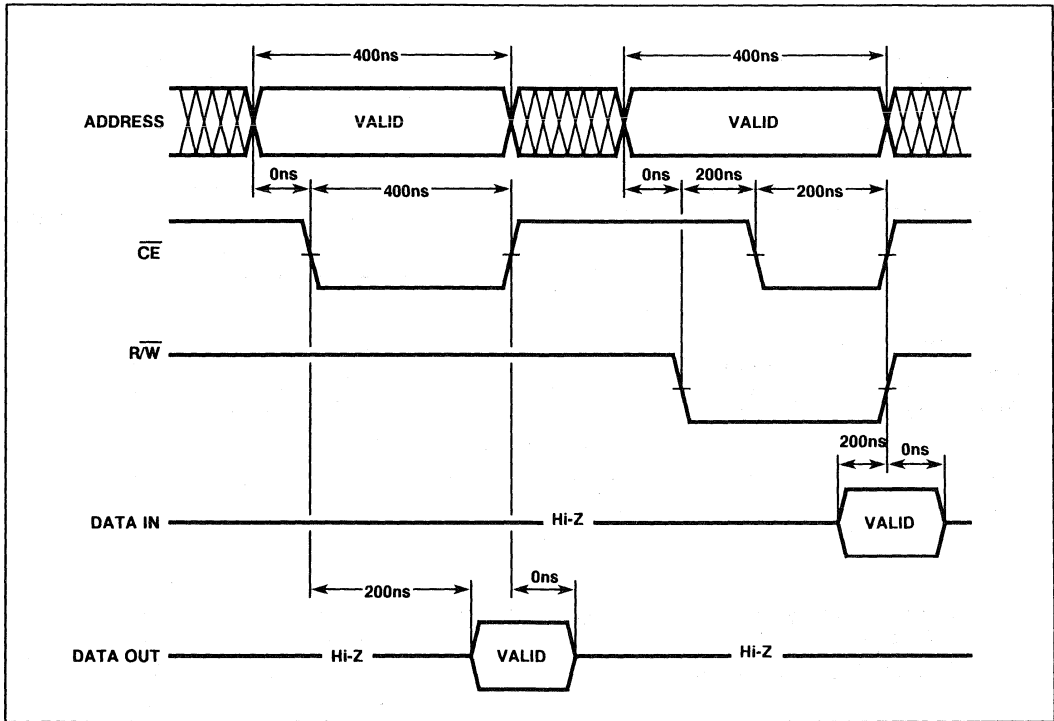 400ns 400ns
ADDRESS VALID VALID
0ns 400ns 0ns 200ns 200ns
C̅E̅
R/W̅
200ns 0ns
DATA IN Hi-Z VALID
200ns 0ns
DATA OUT Hi-Z VALID Hi-Z